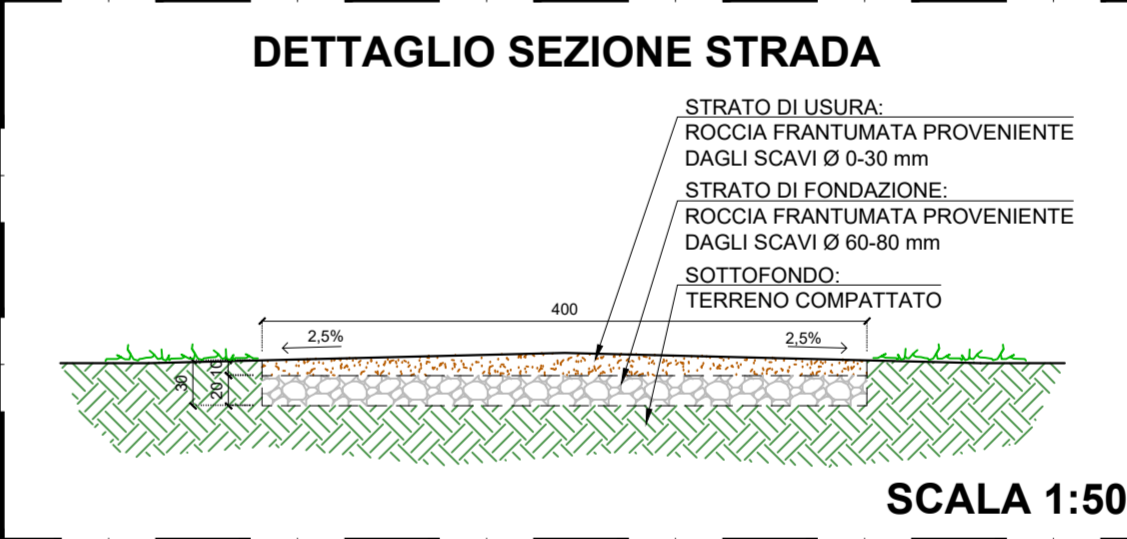 DETTAGLIO SEZIONE STRADA
STRATO DI USURA:
ROCCIA FRANTUMATA PROVENIENTE
DAGLI SCAVI Ø 0-30 mm
STRATO DI FONDAZIONE:
ROCCIA FRANTUMATA PROVENIENTE
DAGLI SCAVI Ø 60-80 mm
SOTTOFONDO:
TERRENO COMPATTATO
400
2,5%
2,5%
30
20
10
SCALA 1:50